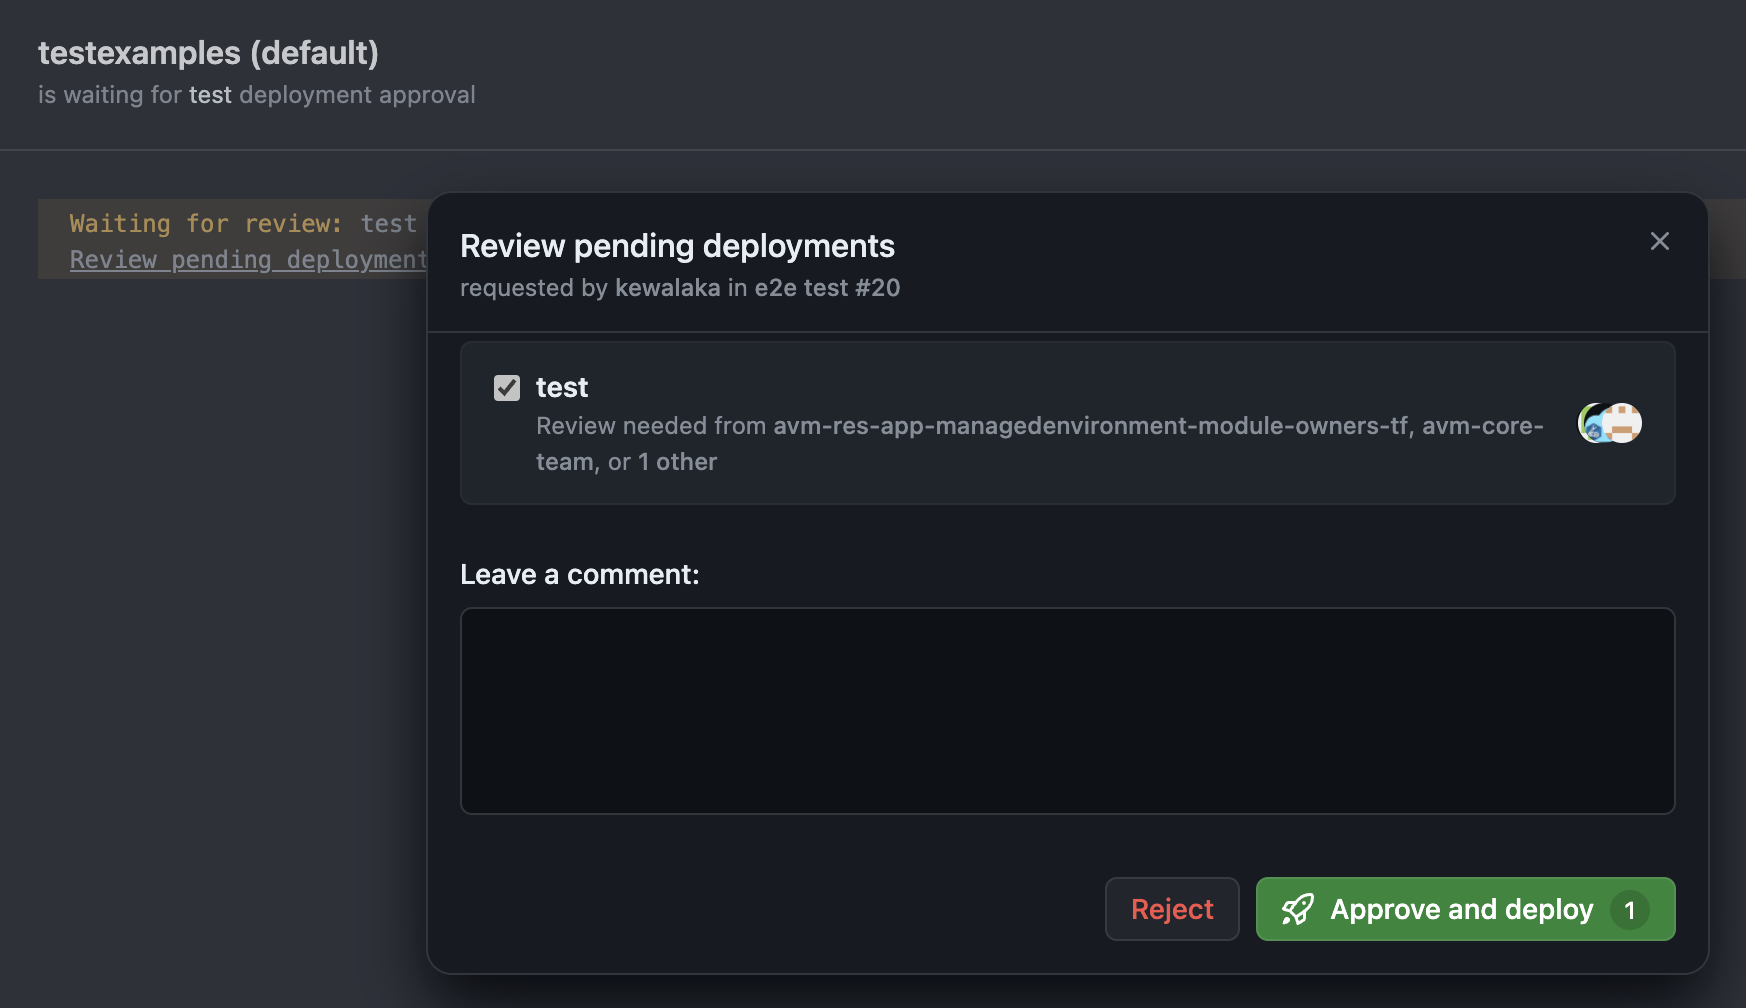 testexamples (default)
is waiting for test deployment approval
Waiting for review: test
Review pending deployment
Review pending deployments
requested by kewalaka in e2e test #20
test
Review needed from avm-res-app-managedenvironment-module-owners-tf, avm-core-
team, or 1 other
Leave a comment:
Reject
Approve and deploy 1